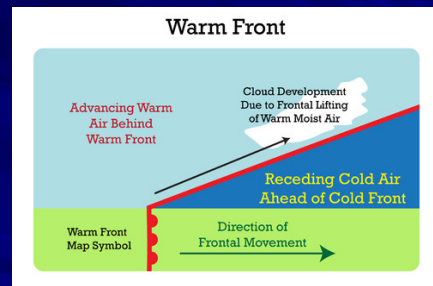 Warm Front
Advancing Warm
Air Behind
Warm Front
Cloud Development
Due to Frontal Lifting
of Warm Moist Air
Receding Cold Air
Ahead of Cold Front
Warm Front
Map Symbol
Direction of
Frontal Movement